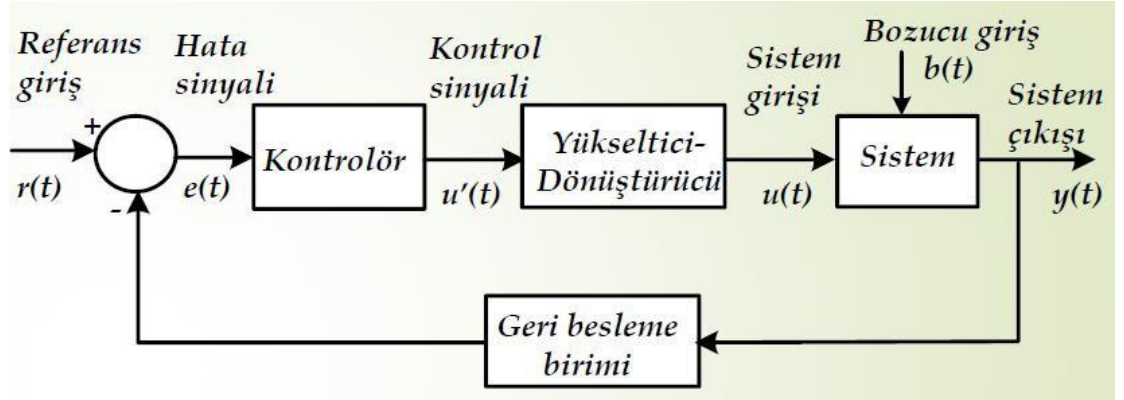 Referans
giriş
r(t)
+
-
Hata
sinyali
e(t)
Kontrolör
Kontrol
sinyali
u'(t)
Yükseltici-
Dönüştürücü
Sistem
girişi
u(t)
Bozucu giriş
b(t)
Sistem
Sistem
çıkışı
y(t)
Geri besleme
birimi